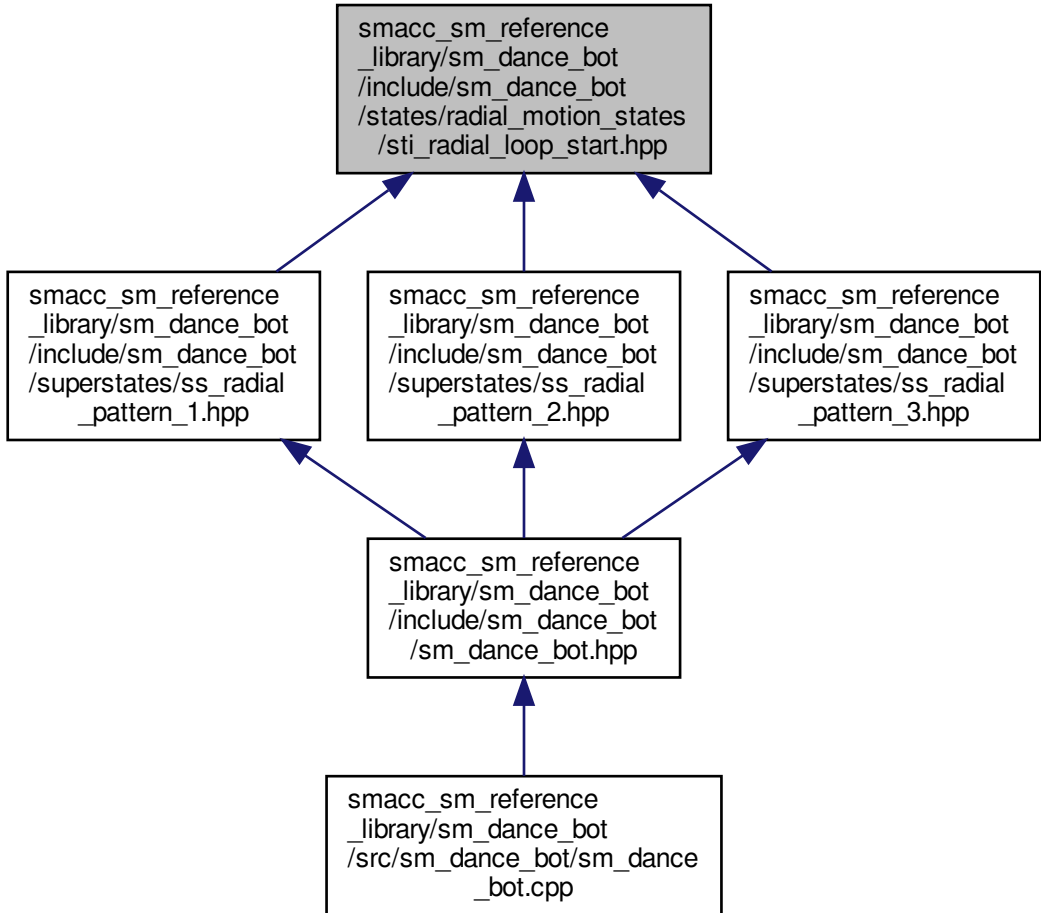 smacc_sm_reference
_library/sm_dance_bot
/include/sm_dance_bot
/states/radial_motion_states
/sti_radial_loop_start.hpp
smacc_sm_reference
_library/sm_dance_bot
/include/sm_dance_bot
/superstates/ss_radial
_pattern_1.hpp
smacc_sm_reference
_library/sm_dance_bot
/include/sm_dance_bot
/superstates/ss_radial
_pattern_2.hpp
smacc_sm_reference
_library/sm_dance_bot
/include/sm_dance_bot
/superstates/ss_radial
_pattern_3.hpp
smacc_sm_reference
_library/sm_dance_bot
/include/sm_dance_bot
/sm_dance_bot.hpp
smacc_sm_reference
_library/sm_dance_bot
/src/sm_dance_bot/sm_dance
_bot.cpp